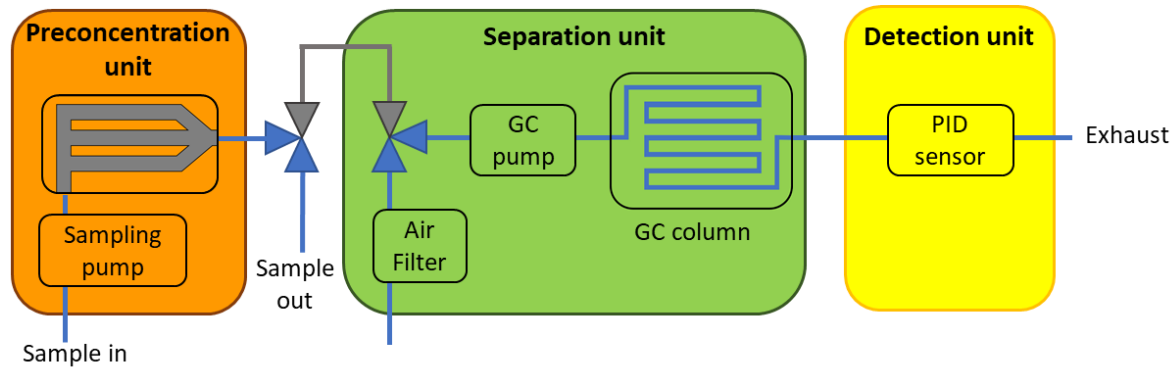 Preconcentration
unit
Sampling
pump
Sample in
Sample
out
Separation unit
Air
Filter
GC
pump
GC column
Detection unit
PID
sensor
Exhaust